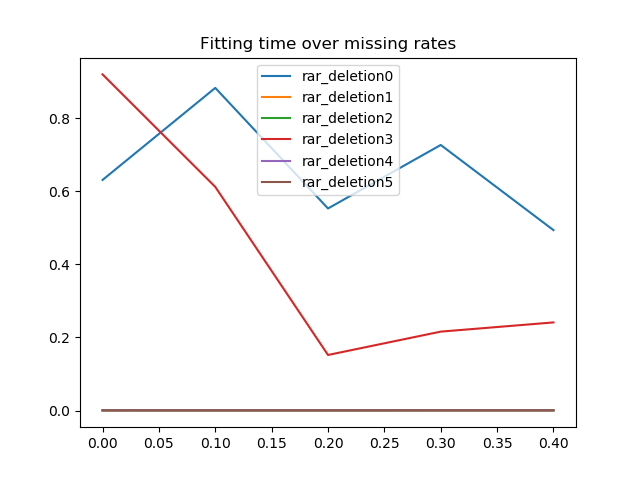 Fitting time over missing rates
rar_deletion0
rar_deletion1
rar_deletion2
rar_deletion3
rar_deletion4
rar_deletion5
0.8
0.6
0.4
0.2
0.0
0.00 0.05 0.10 0.15 0.20 0.25 0.30 0.35 0.40